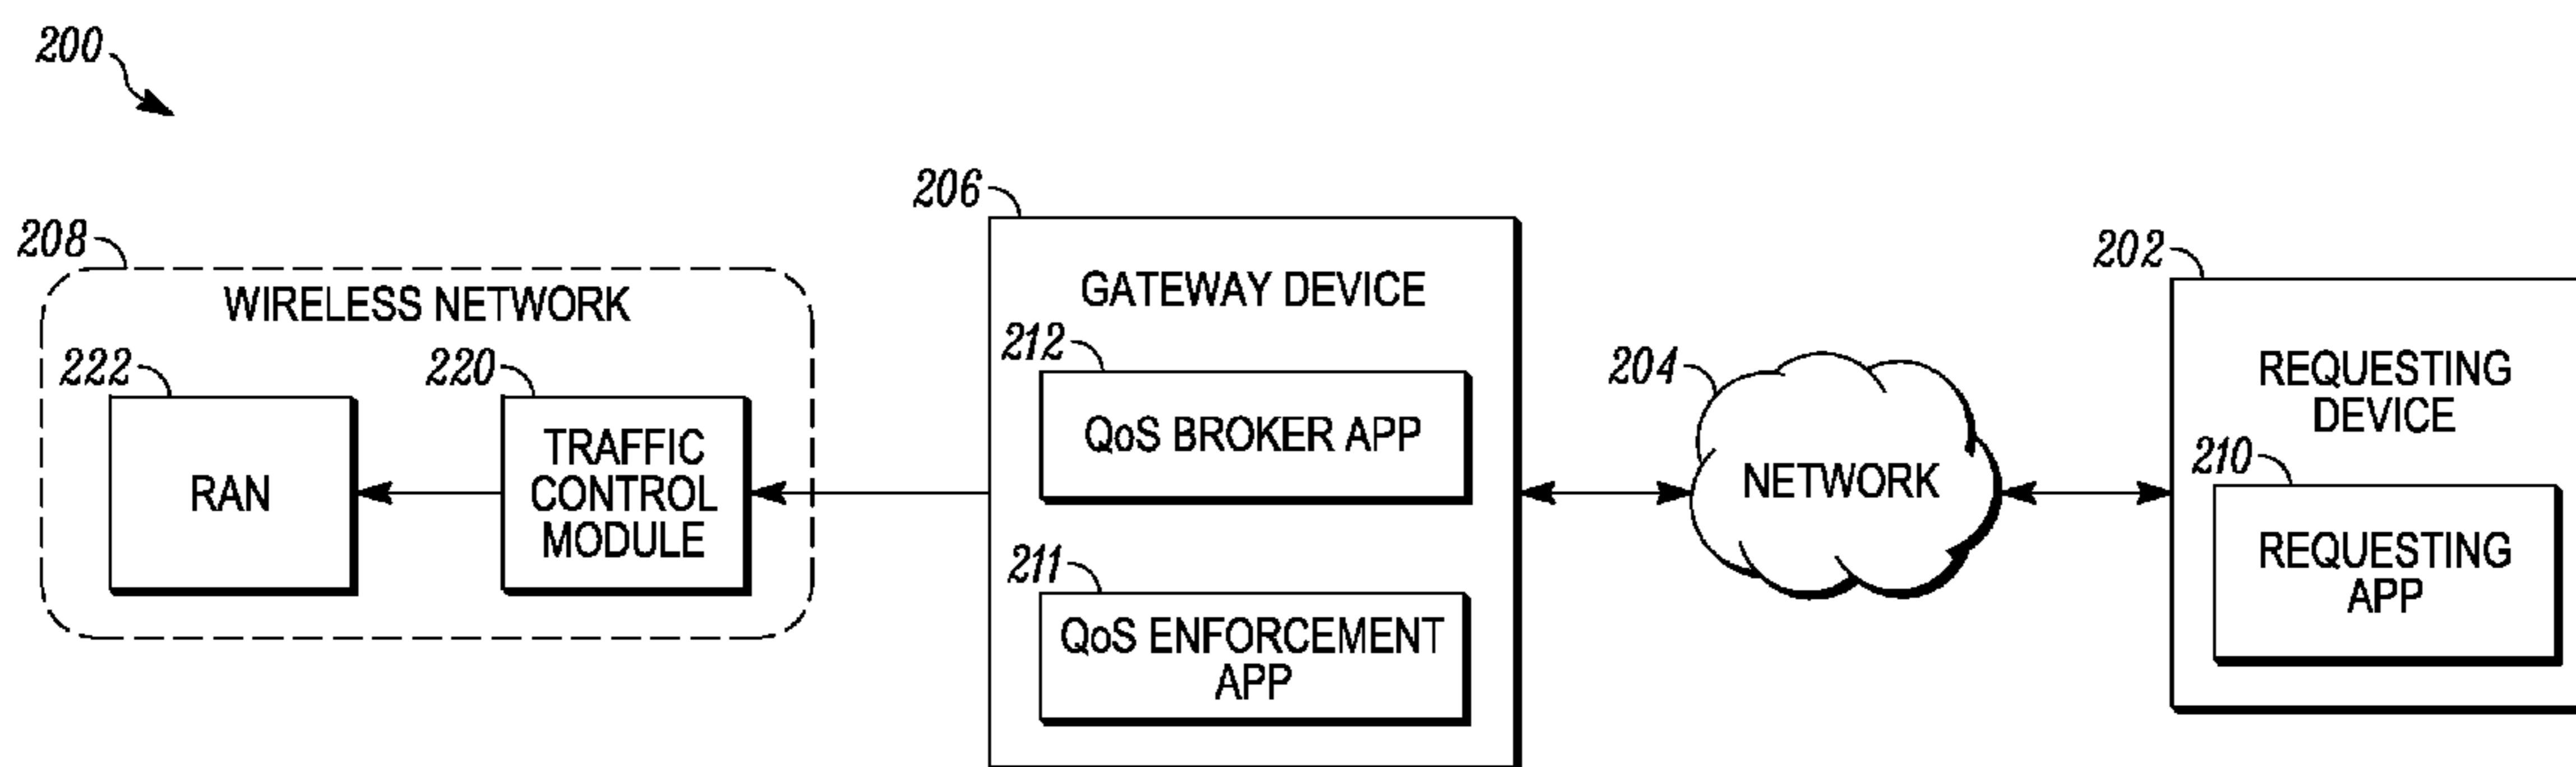 200
206
208
202
WIRELESS NETWORK
GATEWAY DEVICE
212
204
222
220
REQUESTING
DEVICE
QoS BROKER APP
TRAFFIC
CONTROL
MODULE
RAN
NETWORK
210
211
REQUESTING
APP
QoS ENFORCEMENT
APP